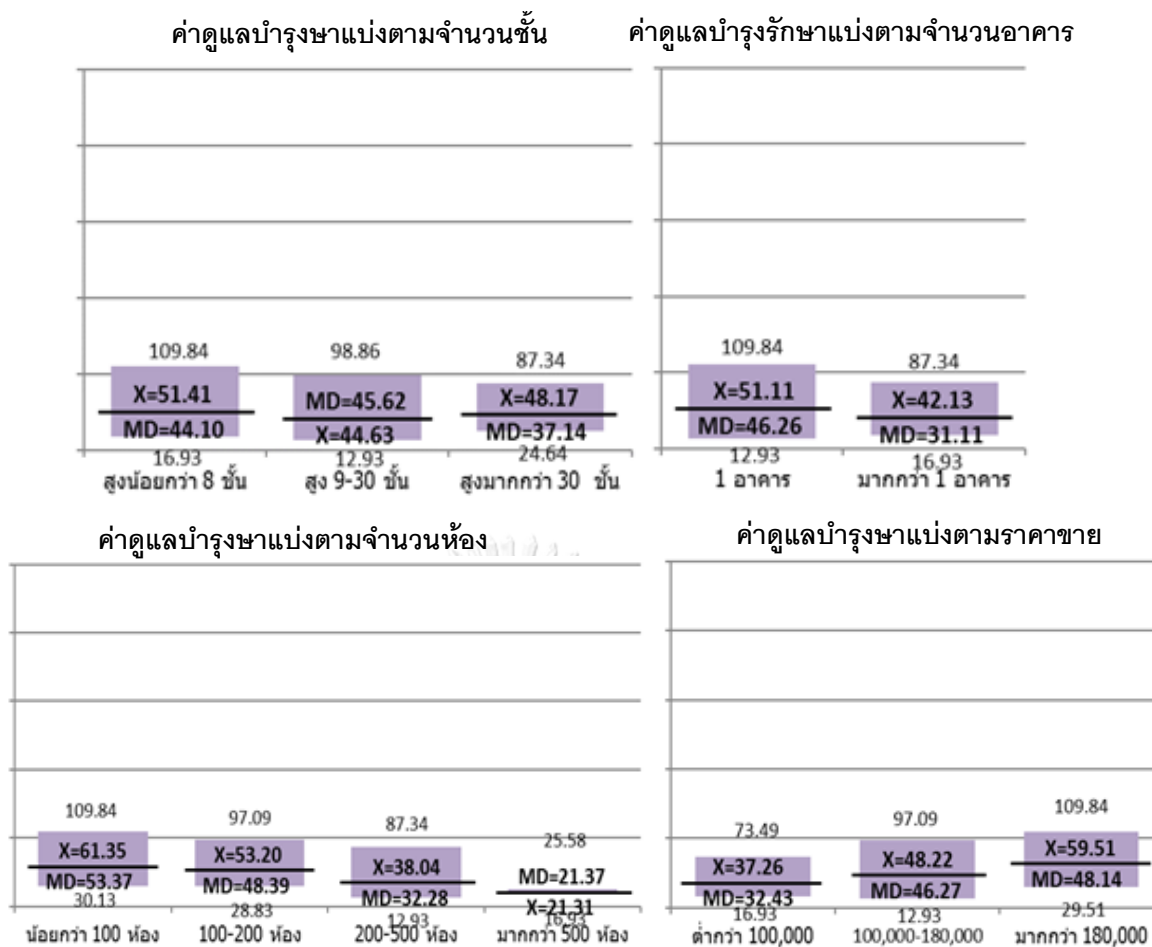 ค่าดูแลบำรุงษาแบ่งตามจำนวนชั้น
109.84 98.86 87.34
X=51.41 MD=45.62 X=48.17
MD=44.10 X=44.63 MD=37.14
16.93 12.93 24.64
สูงน้อยกว่า 8 ชั้น สูง 9-30 ชั้น สูงมากกว่า 30 ชั้น
ค่าดูแลบำรุงรักษาแบ่งตามจำนวนอาคาร
109.84 87.34
X=51.11 X=42.13
MD=46.26 MD=31.11
12.93 16.93
1 อาคาร มากกว่า 1 อาคาร
ค่าดูแลบำรุงษาแบ่งตามจำนวนห้อง
109.84 97.09 87.34 25.58
X=61.35 X=53.20 X=38.04 MD=21.37
MD=53.37 MD=48.39 MD=32.28 X=21.31
30.13 28.83 12.93 16.93
น้อยกว่า 100 ห้อง 100-200 ห้อง 200-500 ห้อง มากกว่า 500 ห้อง
ค่าดูแลบำรุงษาแบ่งตามราคาขาย
73.49 97.09 109.84
X=37.26 X=48.22 X=59.51
MD=32.43 MD=46.27 MD=48.14
16.93 12.93 29.51
ต่ำกว่า 100,000 100,000-180,000 มากกว่า 180,000